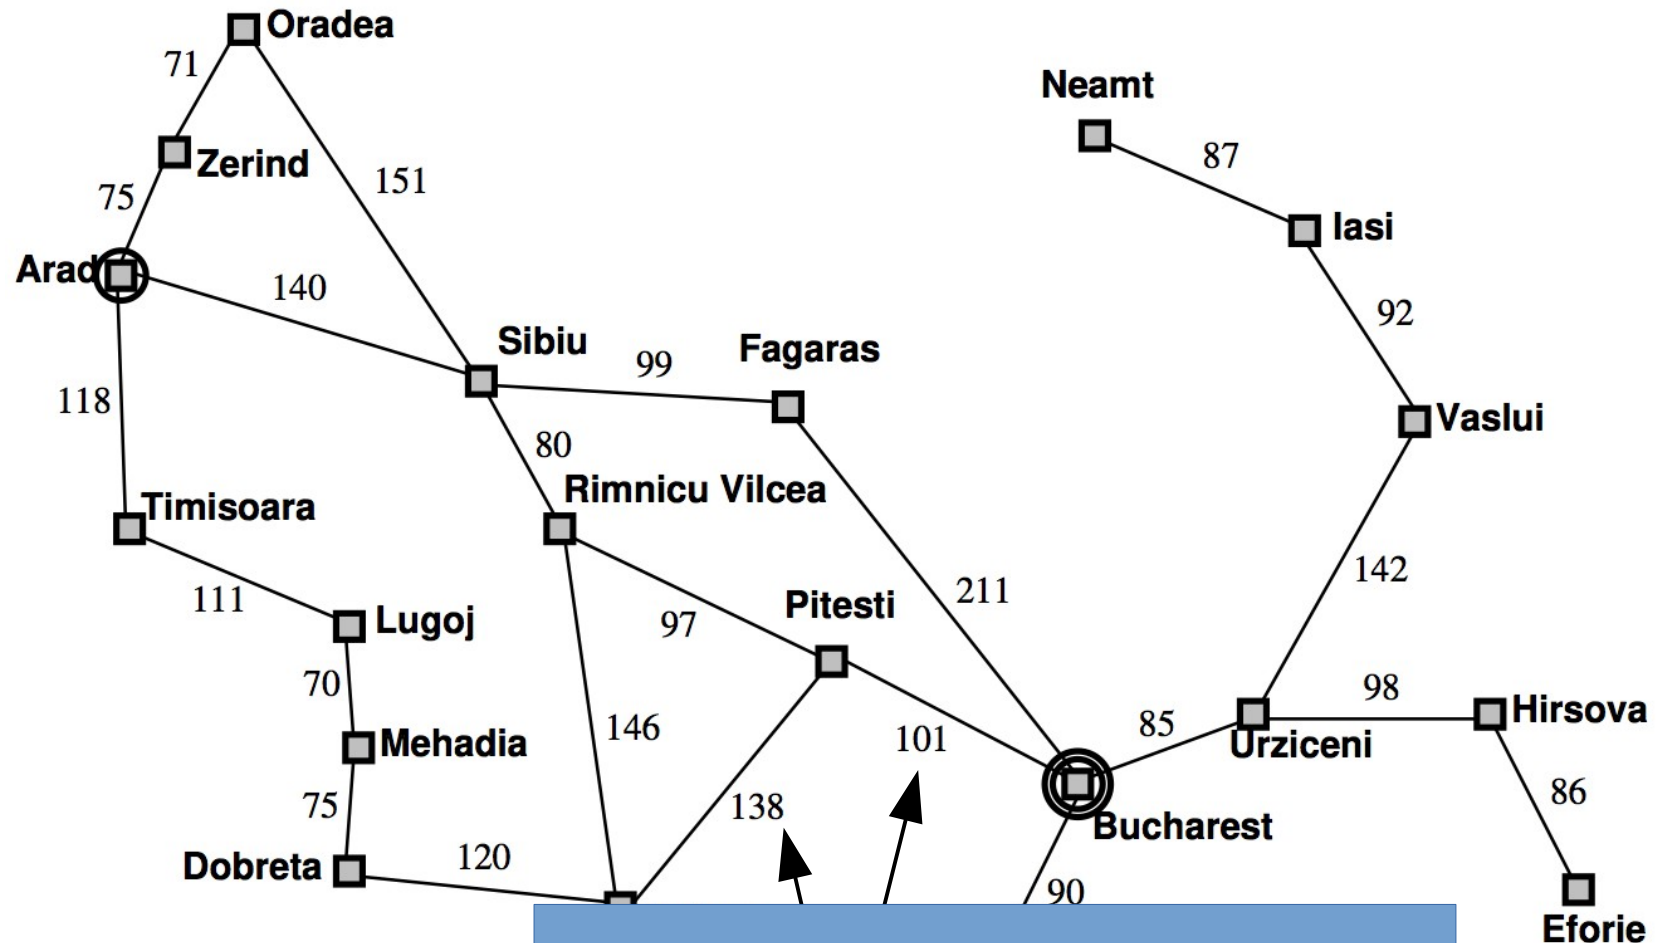 Oradea
71
Neamt
87
Zerind
151
75
Iasi
Arad
140
92
Sibiu
99
Fagaras
118
Vaslui
80
Rimnicu Vilcea
Timisoara
142
211
111
Pitesti
Lugoj
97
70
98
Hirsova
146
85
101
Mehadia
Urziceni
75
138
86
Bucharest
Dobreta
120
90
Eforie